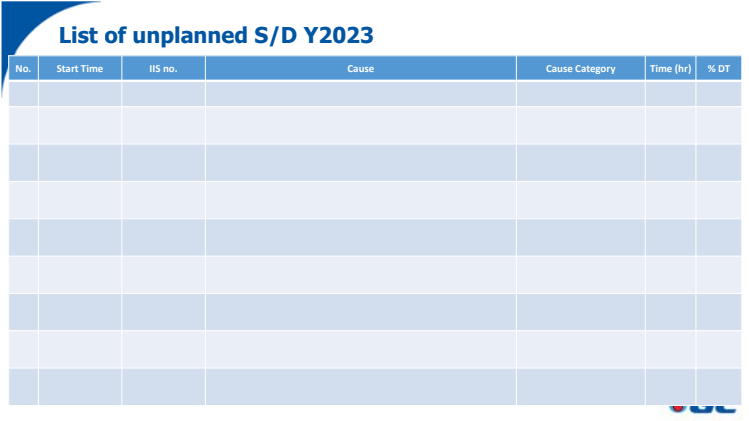 List of unplanned S/D Y2023
No. Start Time IIS no. Cause Cause Category Time (hr) % DT